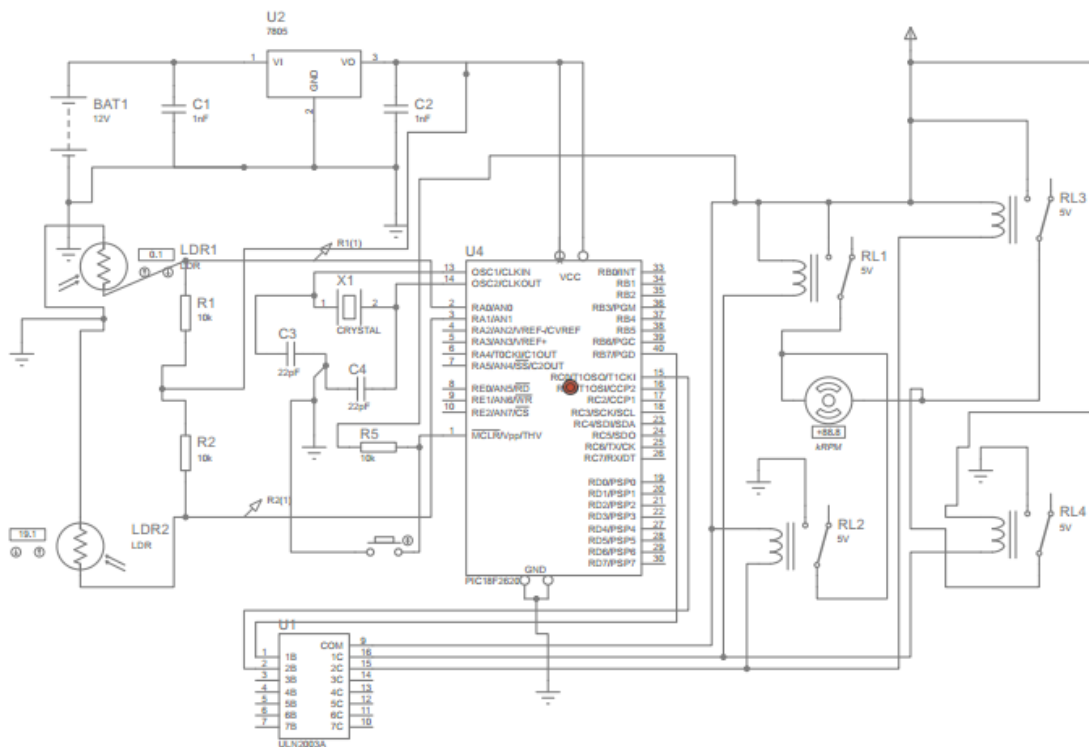 U2
7805
1
VI
VO
3
GND
2
BAT1
12V
C1
1nF
C2
1nF
RL3
5V
R1(1)
0.1
LDR1
LDR
U4
RL1
5V
X1
1
2
CRYSTAL
R1
10k
C3
22pF
C4
22pF
13
OSC1/CLKIN
14
OSC2/CLKOUT
2
RA0/AN0
3
RA1/AN1
4
RA2/AN2/VREF-/CVREF
5
RA3/AN3/VREF+
6
RA4/T0CKI/C1OUT
7
RA5/AN4/SS/C2OUT
8
RE0/AN5/RD
9
RE1/AN6/WR
10
RE2/AN7/CS
1
MCLR/Vpp/THV
VCC
RB0/INT
33
RB1
34
RB2
35
RB3/PGM
36
RB4
37
RB5
38
RB6/PGC
39
RB7/PGD
40
RC0/T1OSO/T1CKI
15
T1OSI/CCP2
16
RC2/CCP1
17
RC3/SCK/SCL
18
RC4/SDI/SDA
23
RC5/SDO
24
RC6/TX/CK
25
RC7/RX/DT
26
RD0/PSP0
19
RD1/PSP1
20
RD2/PSP2
21
RD3/PSP3
22
RD4/PSP4
27
RD5/PSP5
28
RD6/PSP6
29
RD7/PSP7
30
GND
R2
10k
R5
10k
+88.8
kRPM
R2(1)
19.1
LDR2
LDR
RL2
5V
RL4
5V
U1
1
1B
2
2B
3
3B
4
4B
5
5B
6
6B
7
7B
COM
9
1C
16
2C
15
3C
14
4C
13
5C
12
6C
11
7C
10
ULN2003A